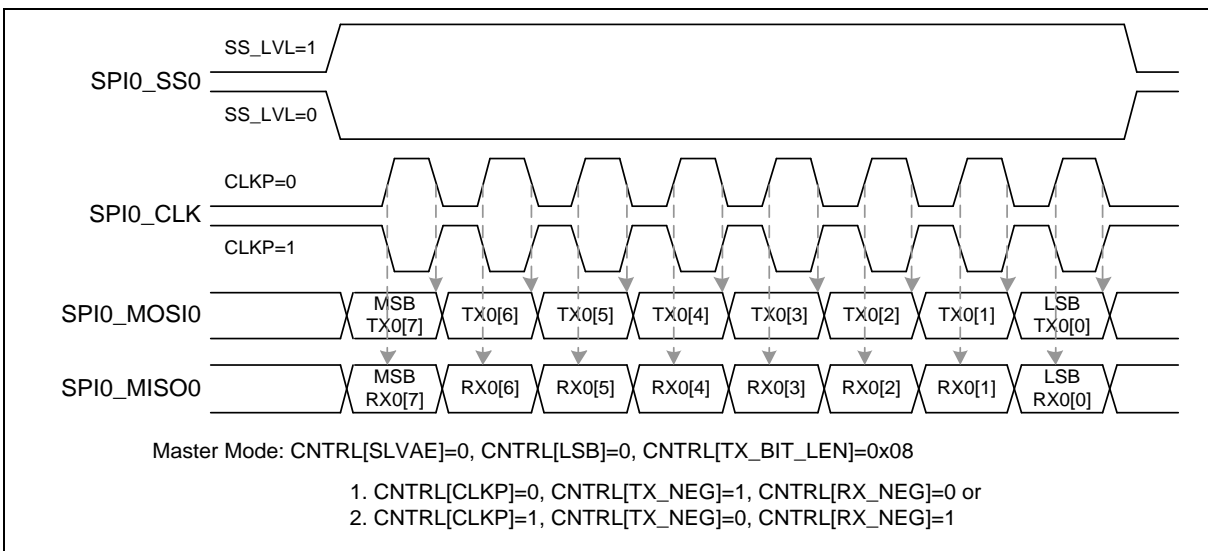 SS_LVL=1
SPI0_SS0
SS_LVL=0
CLKP=0
SPI0_CLK
CLKP=1
SPI0_MOSI0
MSB
TX0[7]
TX0[6]
TX0[5]
TX0[4]
TX0[3]
TX0[2]
TX0[1]
LSB
TX0[0]
SPI0_MISO0
MSB
RX0[7]
RX0[6]
RX0[5]
RX0[4]
RX0[3]
RX0[2]
RX0[1]
LSB
RX0[0]
Master Mode: CNTRL[SLVAE]=0, CNTRL[LSB]=0, CNTRL[TX_BIT_LEN]=0x08
1. CNTRL[CLKP]=0, CNTRL[TX_NEG]=1, CNTRL[RX_NEG]=0 or
2. CNTRL[CLKP]=1, CNTRL[TX_NEG]=0, CNTRL[RX_NEG]=1